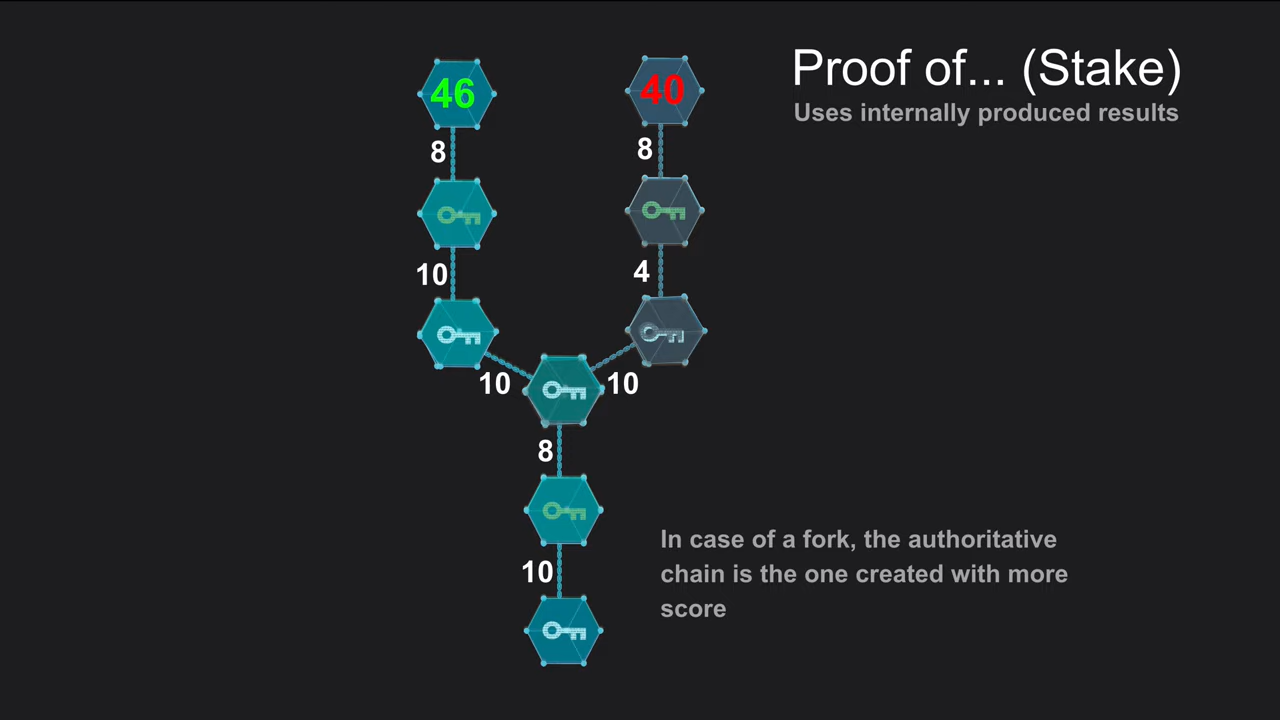 Proof of... (Stake)
Uses internally produced results
46
40
8
8
10
4
10
10
8
10
In case of a fork, the authoritative
chain is the one created with more
score